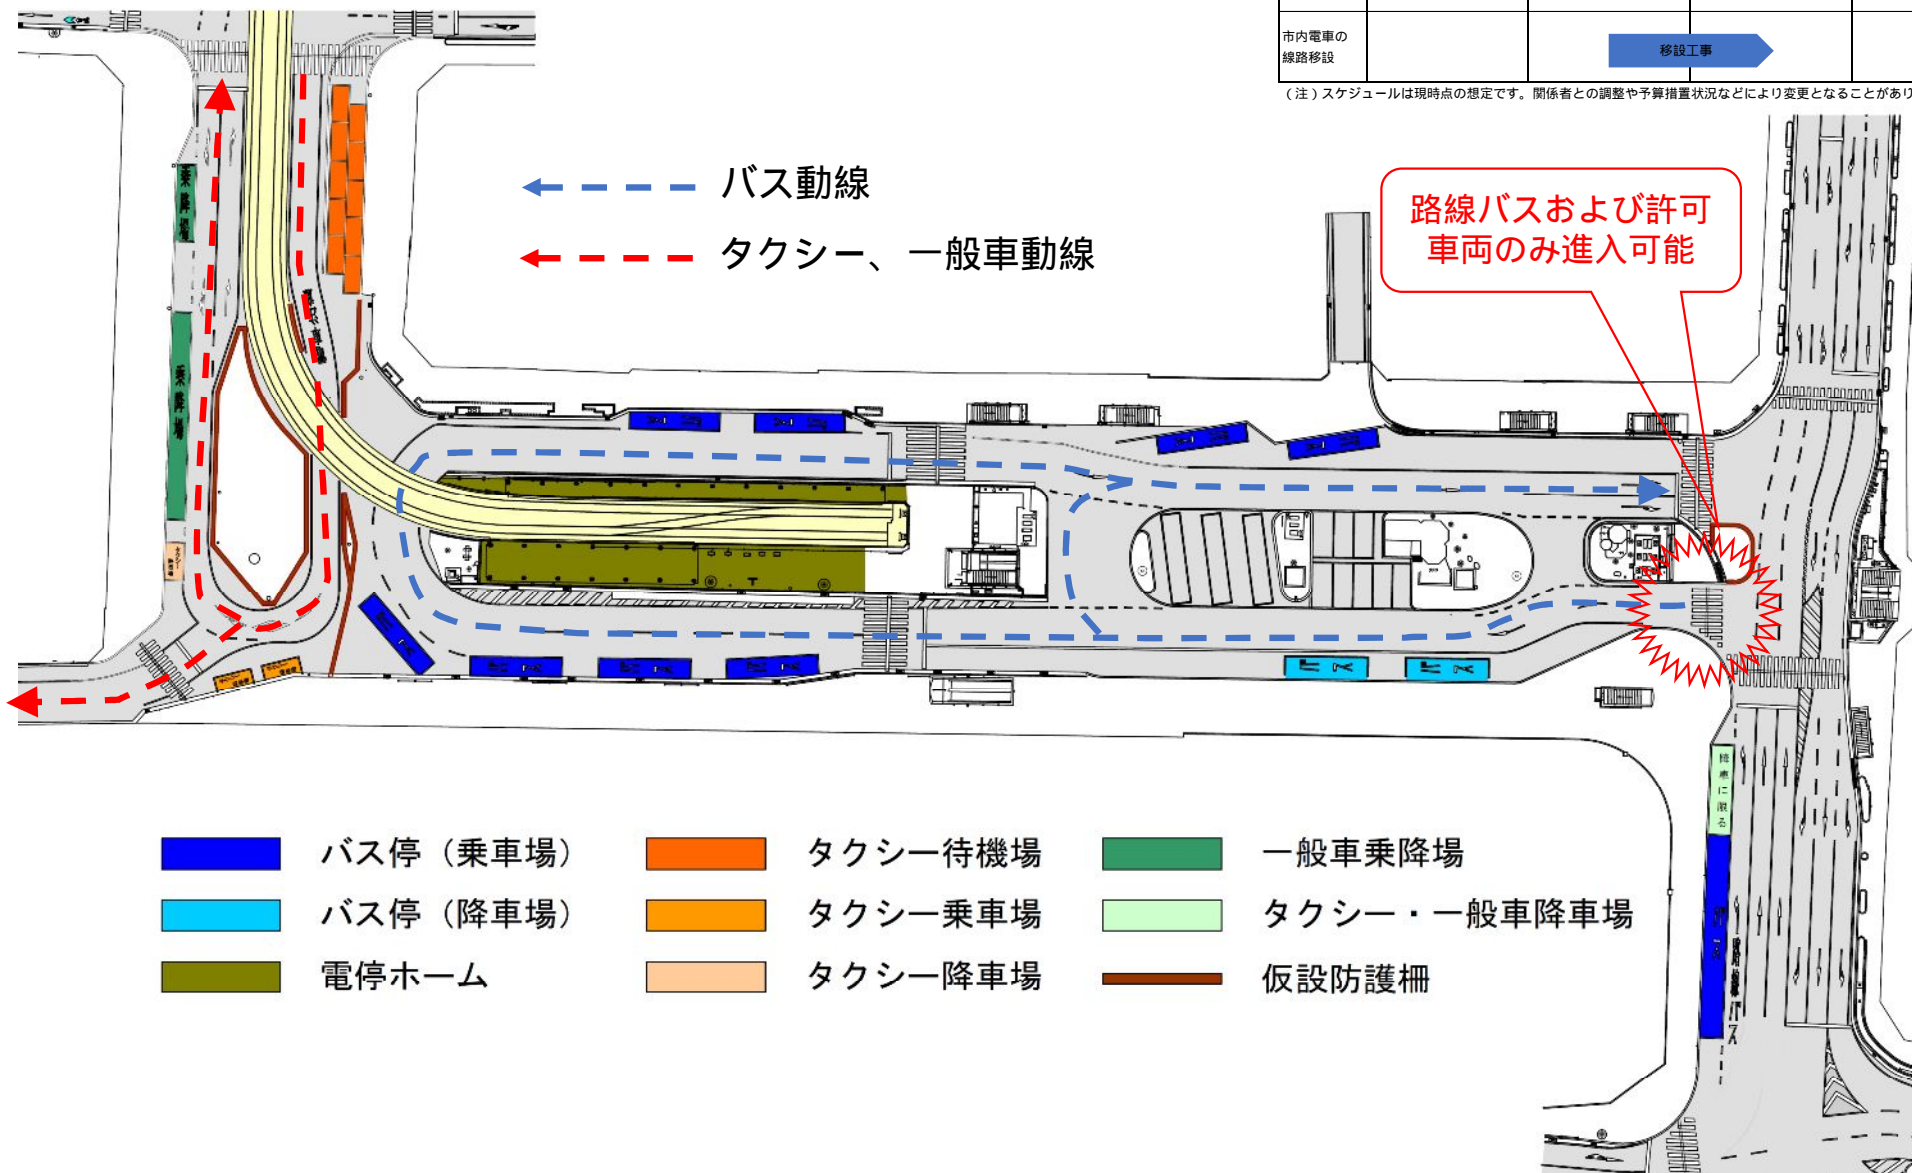 市内電車の
線路移設
移設工事
(注)スケジュールは現時点の想定です。関係者との調整や予算措置状況などにより変更となることがあり
バス動線
タクシー、一般車動線
路線バスおよび許可
車両のみ進入可能
乗降場
乗降場
降車に限る
バス停（乗車場）
タクシー待機場
一般車乗降場
バス停（降車場）
タクシー乗車場
タクシー・一般車降車場
電停ホーム
タクシー降車場
仮設防護柵